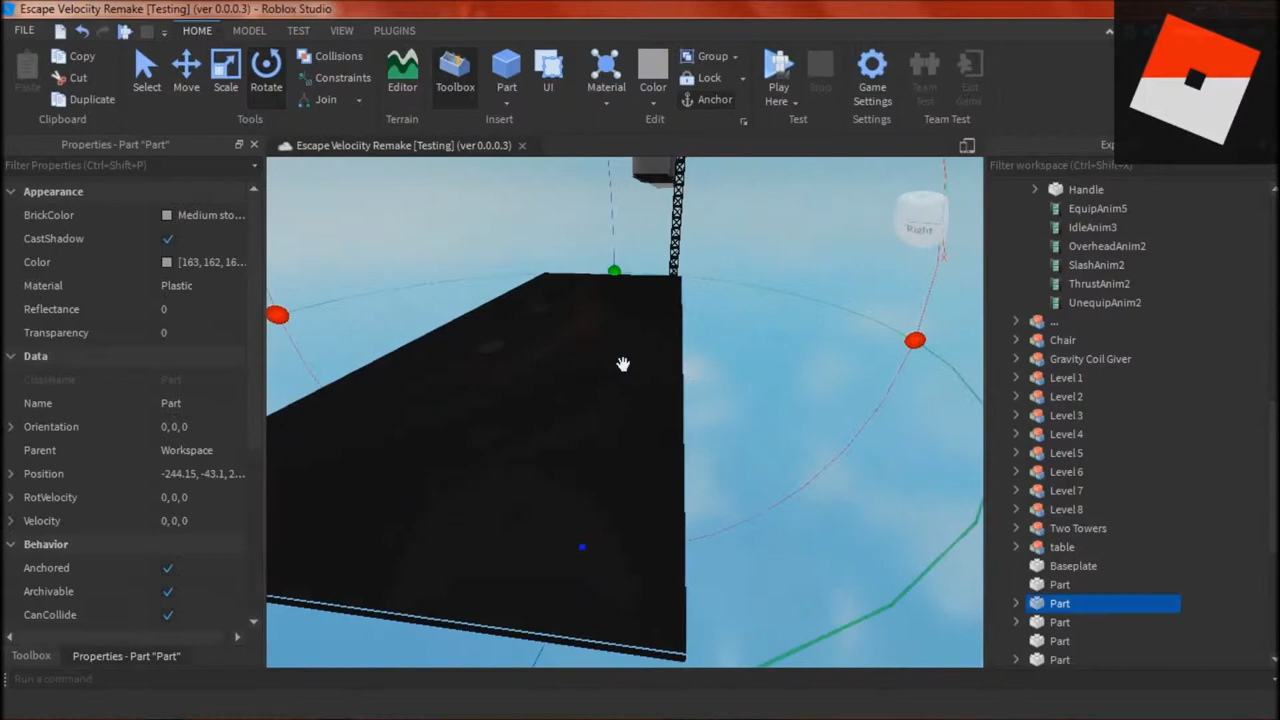 Escape Velociity Remake [Testing] (ver 0.0.0.3) - Roblox Studio
FILE HOME MODEL TEST VIEW PLUGINS
Paste Copy Cut Duplicate
Clipboard
Select Move Scale Rotate
Collisions
Constraints
Join
Tools
Editor
Terrain
Toolbox Part UI
Insert
Material Color
Group
Lock
Anchor
Edit
Play Here Stop
Test
Game Settings
Settings
Team Test Exit Game
Team Test
Properties - Part "Part"
Filter Properties (Ctrl+Shift+P)
Appearance
BrickColor Medium sto...
CastShadow
Color [163, 162, 16...
Material Plastic
Reflectance 0
Transparency 0
Data
ClassName Part
Name Part
Orientation 0,0,0
Parent Workspace
Position -244.15, -43.1, 2...
RotVelocity 0,0,0
Velocity 0,0,0
Behavior
Anchored
Archivable
CanCollide
Toolbox Properties - Part "Part"
Run a command
Escape Velociity Remake [Testing] (ver 0.0.0.3)
Right
Exp
Filter workspace (Ctrl+Shift+X)
Handle
EquipAnim5
IdleAnim3
OverheadAnim2
SlashAnim2
ThrustAnim2
UnequipAnim2
...
Chair
Gravity Coil Giver
Level 1
Level 2
Level 3
Level 4
Level 5
Level 6
Level 7
Level 8
Two Towers
table
Baseplate
Part
Part
Part
Part
Part